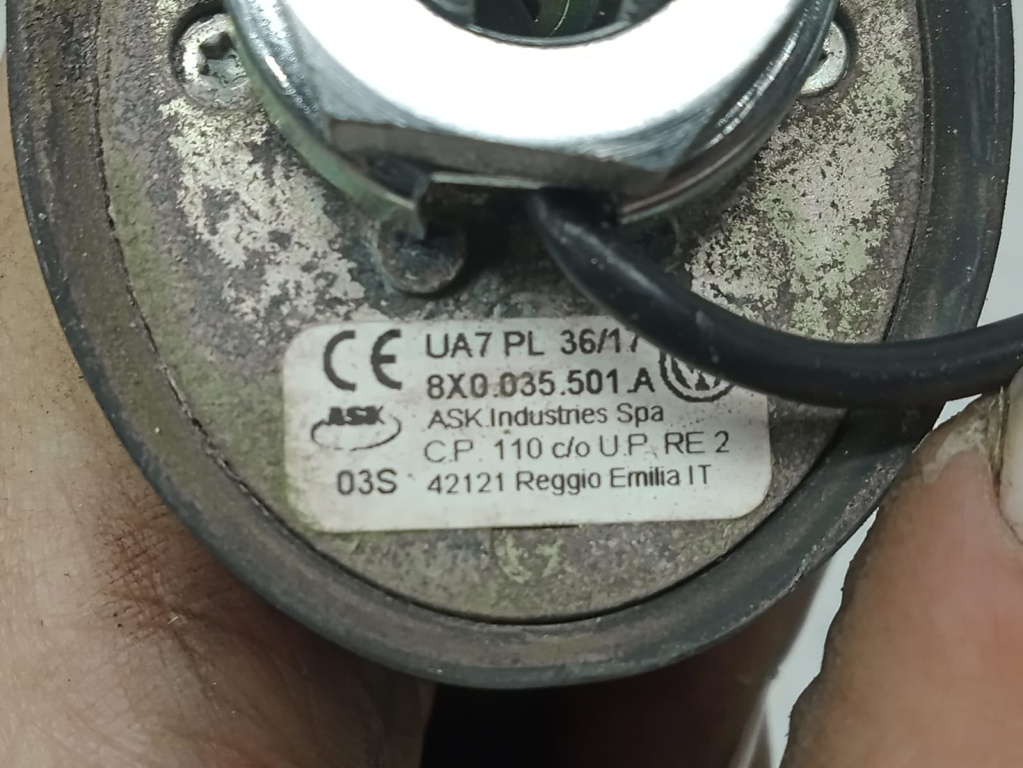 CE UA7 PL 36/17
8X0.035.501.A
ASK ASK Industries Spa
C.P. 110 c/o U.P. RE 2
03S 42121 Reggio Emilia IT